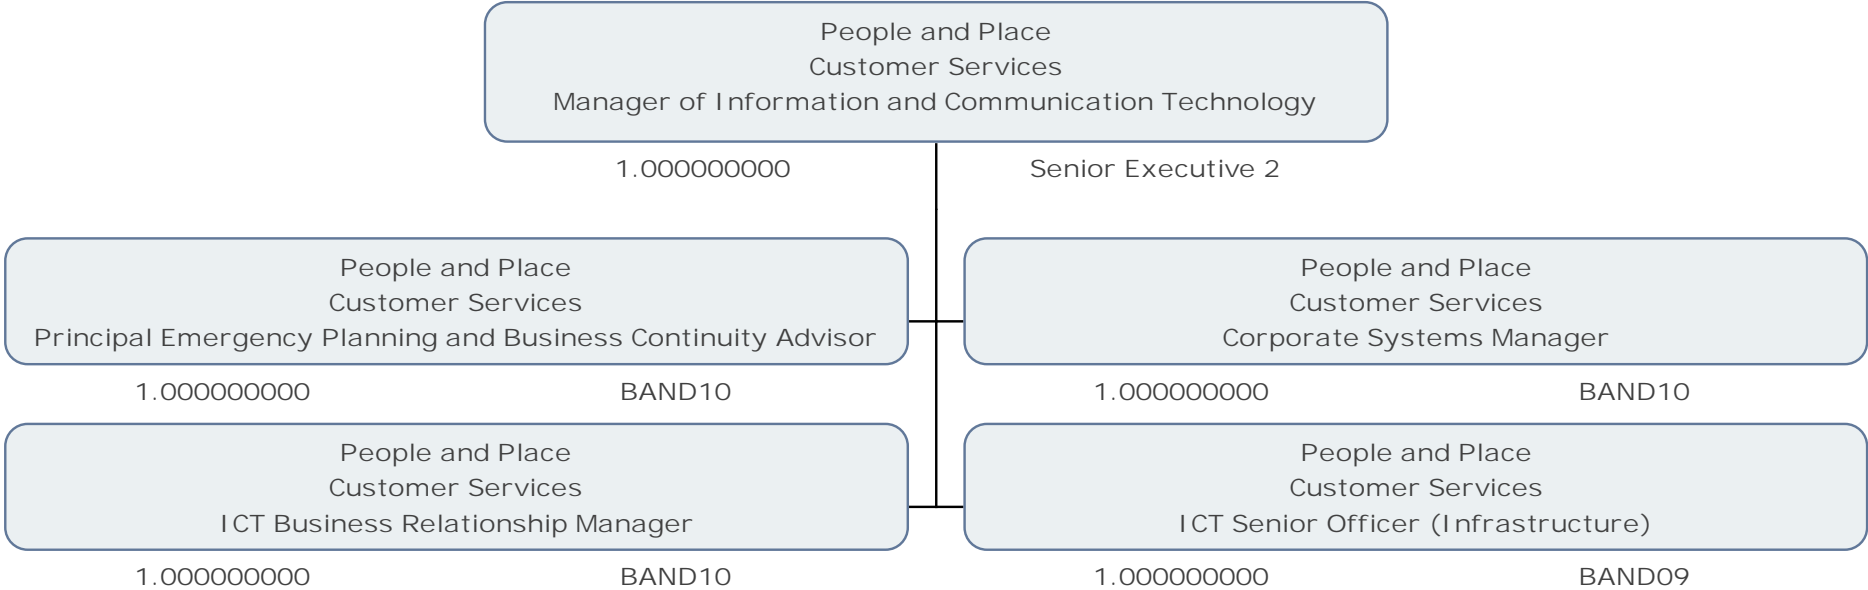 People and Place
Customer Services
Manager of Information and Communication Technology
1.000000000 Senior Executive 2
People and Place
Customer Services
Principal Emergency Planning and Business Continuity Advisor
1.000000000 BAND10
People and Place
Customer Services
Corporate Systems Manager
1.000000000 BAND10
People and Place
Customer Services
ICT Business Relationship Manager
1.000000000 BAND10
People and Place
Customer Services
ICT Senior Officer (Infrastructure)
1.000000000 BAND09